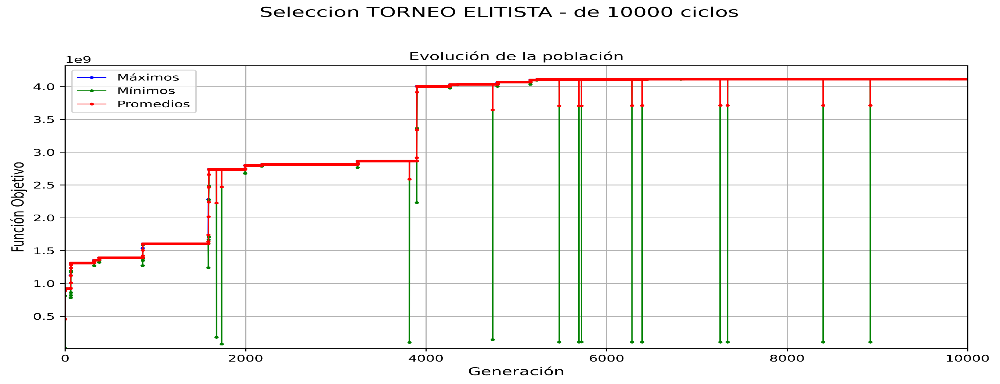 Seleccion TORNEO ELITISTA - de 10000 ciclos
Evolución de la población
1e9
Máximos
Mínimos
Promedios
4.0
3.5
3.0
2.5
2.0
1.5
1.0
0.5
Función Objetivo
0 2000 4000 6000 8000 10000
Generación